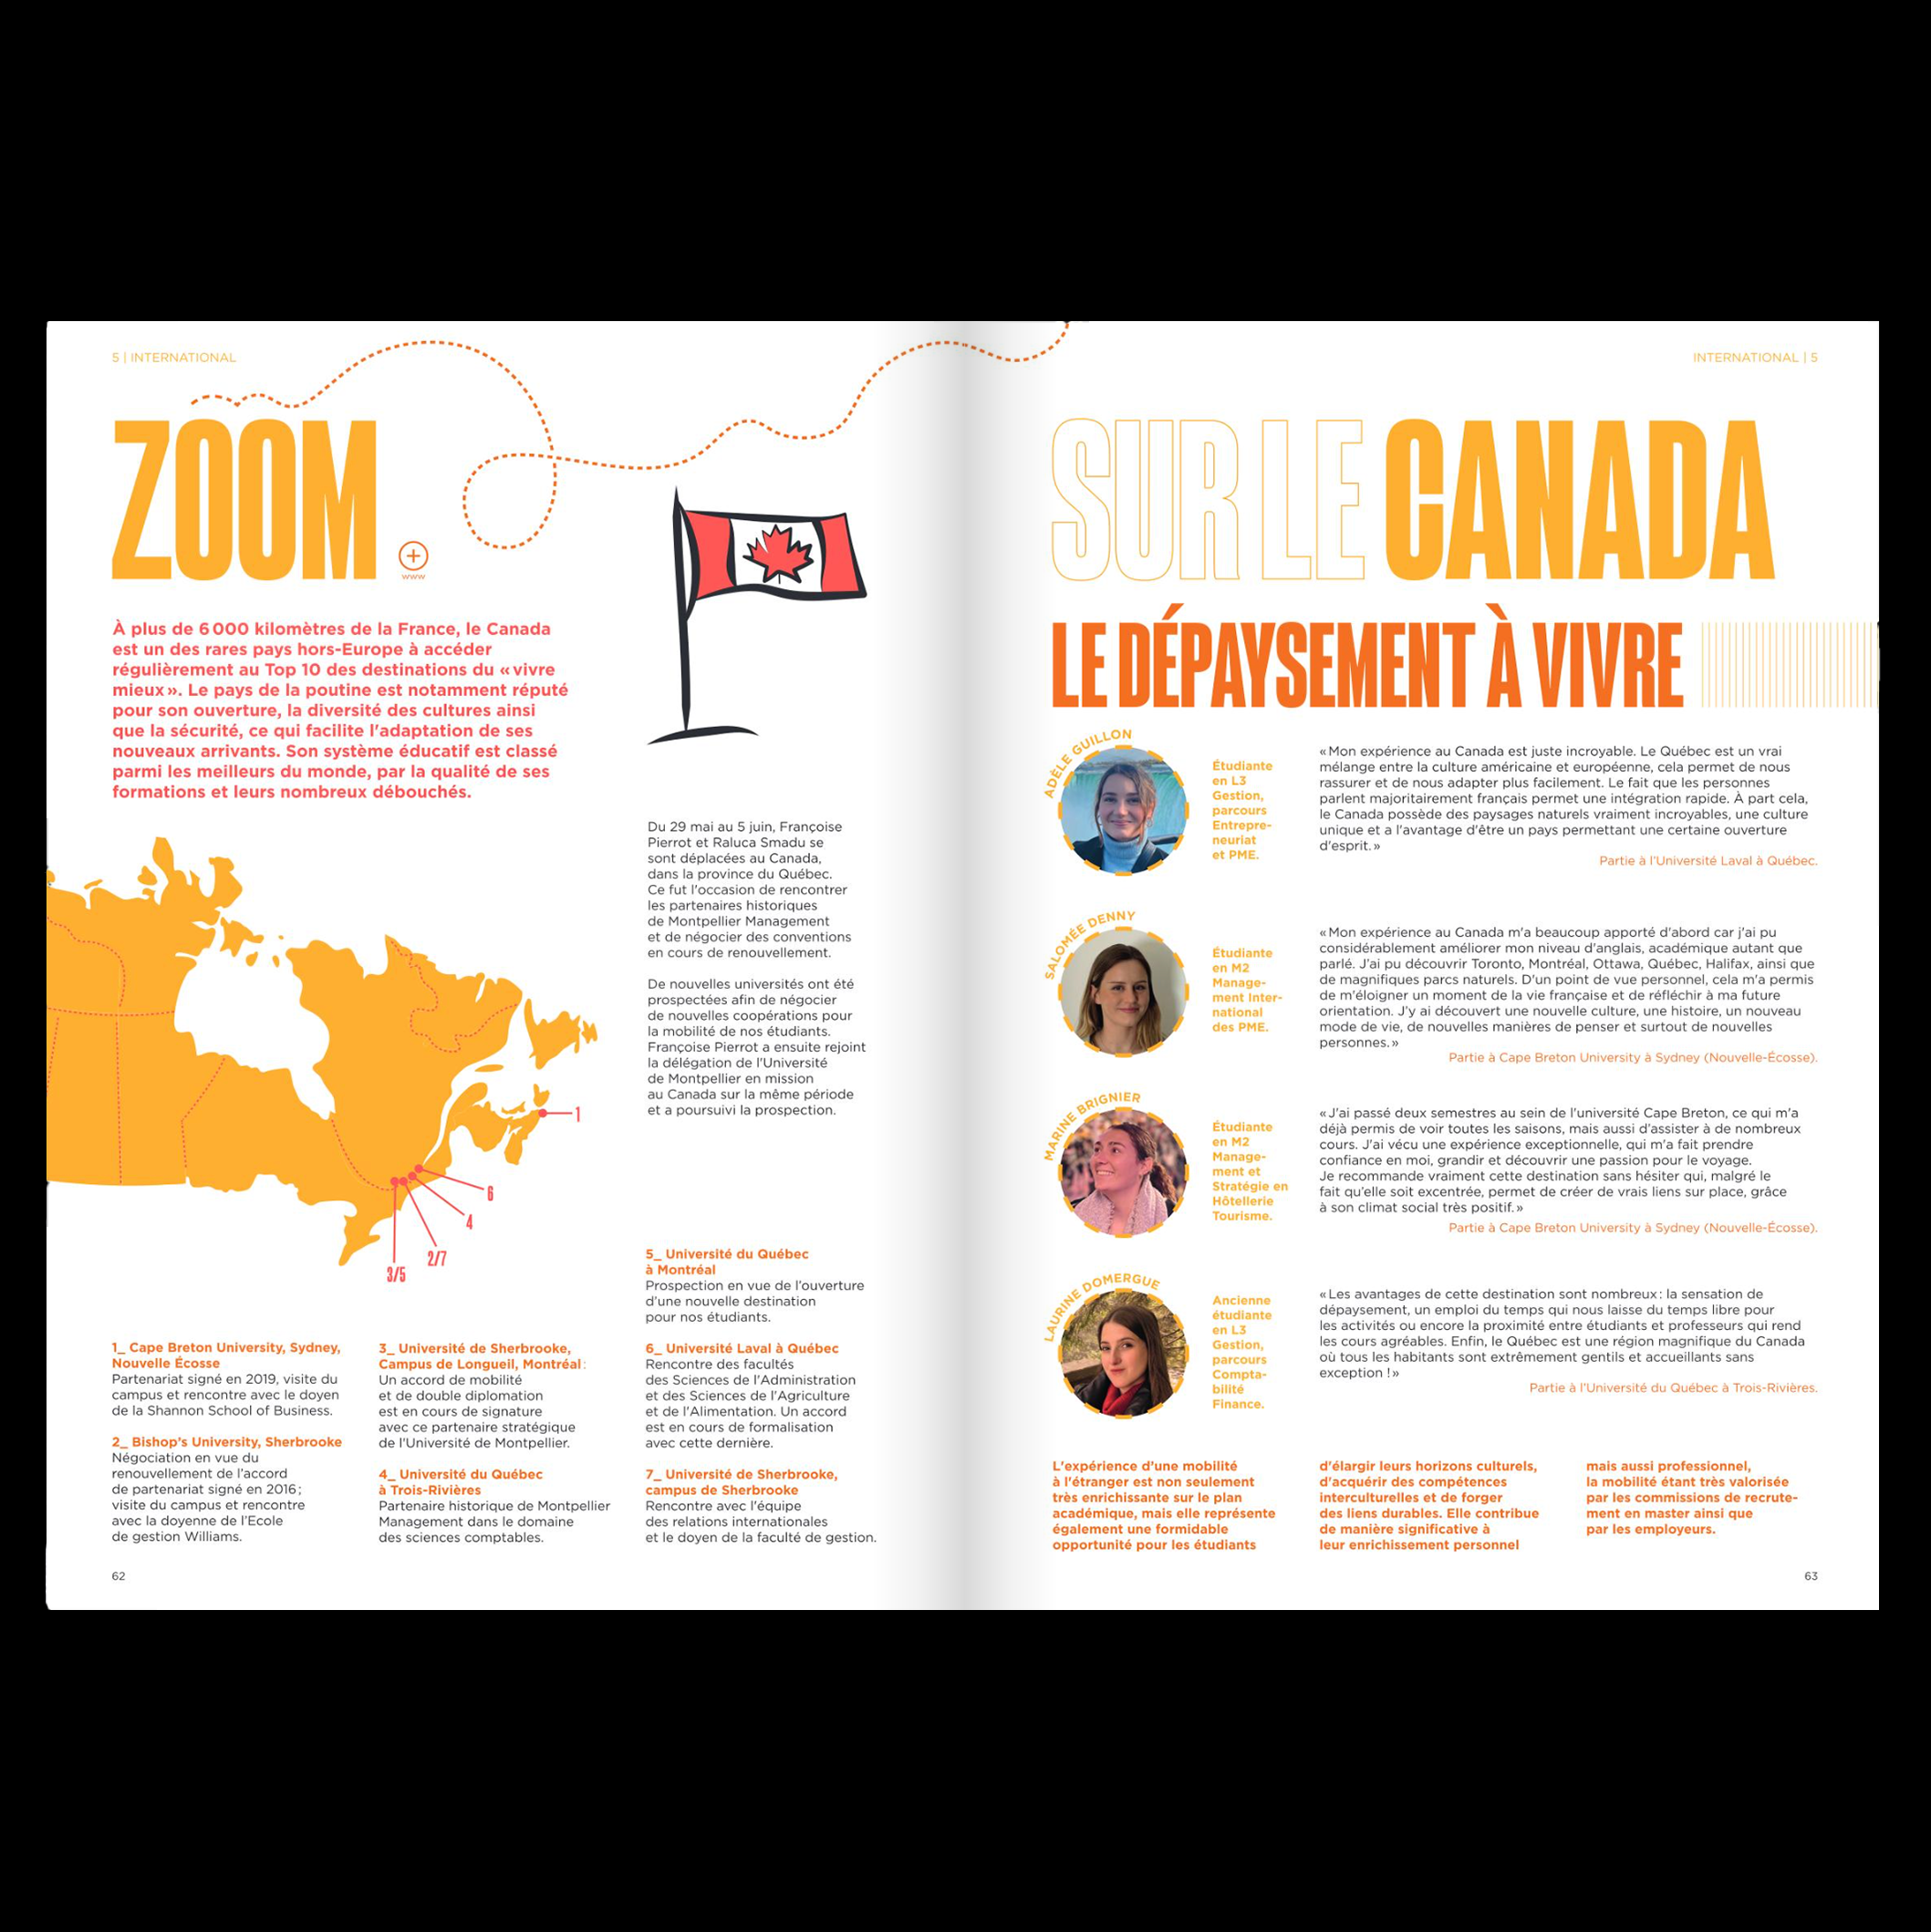 5 | INTERNATIONAL
ZOOM
www
À plus de 6 000 kilomètres de la France, le Canada
est un des rares pays hors-Europe à accéder
régulièrement au Top 10 des destinations du « vivre
mieux ». Le pays de la poutine est notamment réputé
pour son ouverture, la diversité des cultures ainsi
que la sécurité, ce qui facilite l'adaptation de ses
nouveaux arrivants. Son système éducatif est classé
parmi les meilleurs du monde, par la qualité de ses
formations et leurs nombreux débouchés.
1
6
4
2/7
3/5
Du 29 mai au 5 juin, Françoise
Pierrot et Raluca Smadu se
sont déplacées au Canada,
dans la province du Québec.
Ce fut l'occasion de rencontrer
les partenaires historiques
de Montpellier Management
et de négocier des conventions
en cours de renouvellement.
De nouvelles universités ont été
prospectées afin de négocier
de nouvelles coopérations pour
la mobilité de nos étudiants.
Françoise Pierrot a ensuite rejoint
la délégation de l'Université
de Montpellier en mission
au Canada sur la même période
et a poursuivi la prospection.
1_ Cape Breton University, Sydney,
Nouvelle Écosse
Partenariat signé en 2019, visite du
campus et rencontre avec le doyen
de la Shannon School of Business.
2_ Bishop's University, Sherbrooke
Négociation en vue du
renouvellement de l'accord
de partenariat signé en 2016 ;
visite du campus et rencontre
avec la doyenne de l'Ecole
de gestion Williams.
3_ Université de Sherbrooke,
Campus de Longueil, Montréal :
Un accord de mobilité
et de double diplomation
est en cours de signature
avec ce partenaire stratégique
de l'Université de Montpellier.
4_ Université du Québec
à Trois-Rivières
Partenaire historique de Montpellier
Management dans le domaine
des sciences comptables.
5_ Université du Québec
à Montréal
Prospection en vue de l'ouverture
d'une nouvelle destination
pour nos étudiants.
6_ Université Laval à Québec
Rencontre des facultés
des Sciences de l'Administration
et des Sciences de l'Agriculture
et de l'Alimentation. Un accord
est en cours de formalisation
avec cette dernière.
7_ Université de Sherbrooke,
campus de Sherbrooke
Rencontre avec l'équipe
des relations internationales
et le doyen de la faculté de gestion.
62
INTERNATIONAL | 5
SUR LE CANADA
LE DÉPAYSEMENT À VIVRE
ADÈLE GUILLON
Étudiante
en L3
Gestion,
parcours
Entrepre-
neuriat
et PME.
« Mon expérience au Canada est juste incroyable. Le Québec est un vrai
mélange entre la culture américaine et européenne, cela permet de nous
rassurer et de nous adapter plus facilement. Le fait que les personnes
parlent majoritairement français permet une intégration rapide. À part cela,
le Canada possède des paysages naturels vraiment incroyables, une culture
unique et a l'avantage d'être un pays permettant une certaine ouverture
d'esprit. »
Partie à l'Université Laval à Québec.
SALOMÉE DENNY
Étudiante
en M2
Manage-
ment Inter-
national
des PME.
« Mon expérience au Canada m'a beaucoup apporté d'abord car j'ai pu
considérablement améliorer mon niveau d'anglais, académique autant que
parlé. J'ai pu découvrir Toronto, Montréal, Ottawa, Québec, Halifax, ainsi que
de magnifiques parcs naturels. D'un point de vue personnel, cela m'a permis
de m'éloigner un moment de la vie française et de réfléchir à ma future
orientation. J'y ai découvert une nouvelle culture, une histoire, un nouveau
mode de vie, de nouvelles manières de penser et surtout de nouvelles
personnes. »
Partie à Cape Breton University à Sydney (Nouvelle-Écosse).
MARINE BRIGNIER
Étudiante
en M2
Manage-
ment et
Stratégie en
Hôtellerie
Tourisme.
« J'ai passé deux semestres au sein de l'université Cape Breton, ce qui m'a
déjà permis de voir toutes les saisons, mais aussi d'assister à de nombreux
cours. J'ai vécu une expérience exceptionnelle, qui m'a fait prendre
confiance en moi, grandir et découvrir une passion pour le voyage.
Je recommande vraiment cette destination sans hésiter qui, malgré le
fait qu'elle soit excentrée, permet de créer de vrais liens sur place, grâce
à son climat social très positif. »
Partie à Cape Breton University à Sydney (Nouvelle-Écosse).
LAURINE DOMERGUE
Ancienne
étudiante
en L3
Gestion,
parcours
Compta-
bilité
Finance.
« Les avantages de cette destination sont nombreux : la sensation de
dépaysement, un emploi du temps qui nous laisse du temps libre pour
les activités ou encore la proximité entre étudiants et professeurs qui rend
les cours agréables. Enfin, le Québec est une région magnifique du Canada
où tous les habitants sont extrêmement gentils et accueillants sans
exception ! »
Partie à l'Université du Québec à Trois-Rivières.
L'expérience d'une mobilité
à l'étranger est non seulement
très enrichissante sur le plan
académique, mais elle représente
également une formidable
opportunité pour les étudiants
d'élargir leurs horizons culturels,
d'acquérir des compétences
interculturelles et de forger
des liens durables. Elle contribue
de manière significative à
leur enrichissement personnel
mais aussi professionnel,
la mobilité étant très valorisée
par les commissions de recrute-
ment en master ainsi que
par les employeurs.
63